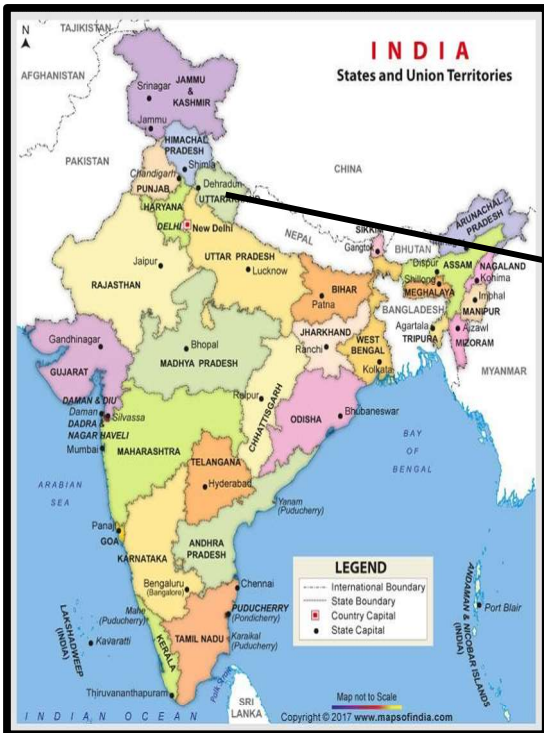 N
TAJIKISTAN
INDIA
States and Union Territories
AFGHANISTAN
JAMMU
&
KASHMIR
Srinagar
Jammu
HIMACHAL
PRADESH
Shimla
PAKISTAN
CHINA
Chandigarh
PUNJAB
Dehradun
HARYANA
DELHI
New Delhi
NEPAL
SIKKIM
Gangtok
BHUTAN
ARUNACHAL
PRADESH
Dispur
ASSAM
NAGALAND
Kohima
Shillong
MEGHALAYA
Imphal
MANIPUR
BANGLADESH
Agartala
TRIPURA
Aizawl
MIZORAM
MYANMAR
Jaipur
RAJASTHAN
UTTAR PRADESH
Lucknow
BIHAR
Patna
JHARKHAND
Ranchi
WEST
BENGAL
Kolkata
Gandhinagar
GUJARAT
Bhopal
MADHYA PRADESH
Raipur
CHHATTISGARH
ODISHA
Bhubaneswar
DAMAN & DIU
Daman
Silvassa
DADRA &
NAGAR HAVELI
Mumbai
MAHARASHTRA
TELANGANA
Hyderabad
BAY
OF
BENGAL
ARABIAN
SEA
Yanam
(Puducherry)
Panaji
GOA
KARNATAKA
ANDHRA
PRADESH
Bengaluru
(Bangalore)
Chennai
Mahe
(Puducherry)
PUDUCHERRY
(Pondicherry)
Karaikal
(Puducherry)
TAMIL NADU
KERALA
LAKSHADWEEP
(INDIA)
Kavaratti
Thiruvananthapuram
Palk Strait
SRI
LANKA
INDIAN OCEAN
LEGEND
International Boundary
State Boundary
Country Capital
State Capital
ANDAMAN & NICOBAR ISLANDS
(INDIA)
Port Blair
Map not to Scale
Copyright © 2017 www.mapsofindia.com